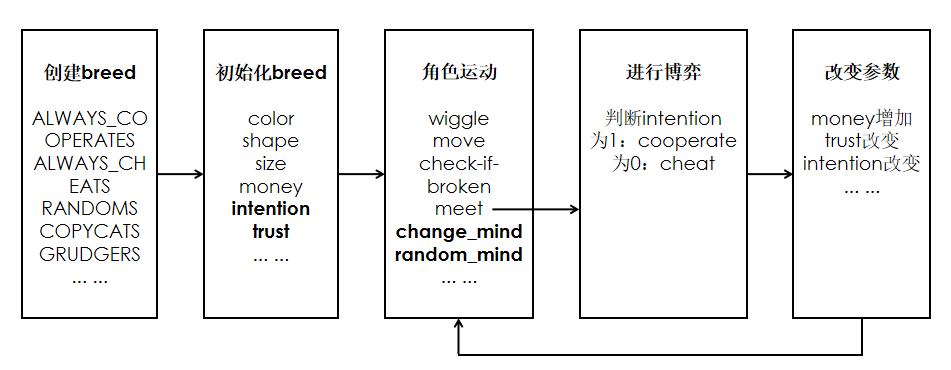 创建breed
ALWAYS_CO
OPERATES
ALWAYS_CH
EATS
RANDOMS
COPYCATS
GRUDGERS
... ...
初始化breed
color
shape
size
money
intention
trust
... ...
角色运动
wiggle
move
check-if-
broken
meet
change_mind
random_mind
... ...
进行博弈
判断intention
为1：cooperate
为0：cheat
改变参数
money增加
trust改变
intention改变
... ...